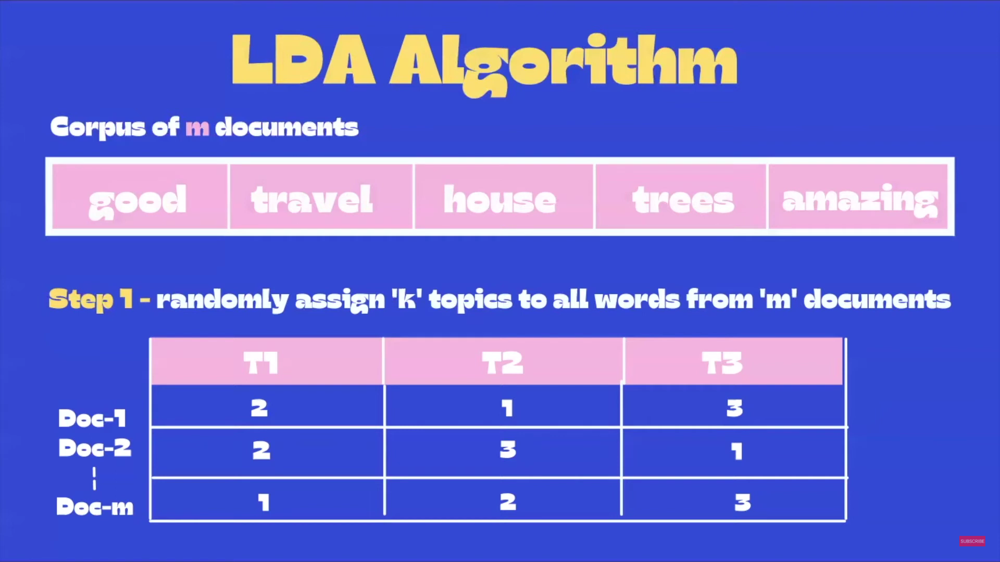 LDA Algorithm
Corpus of m documents
good travel house trees amazing
Step 1 - randomly assign 'k' topics to all words from 'm' documents
T1 T2 T3
Doc-1 2 1 3
Doc-2 2 3 1
Doc-m 1 2 3
SUBSCRIBE